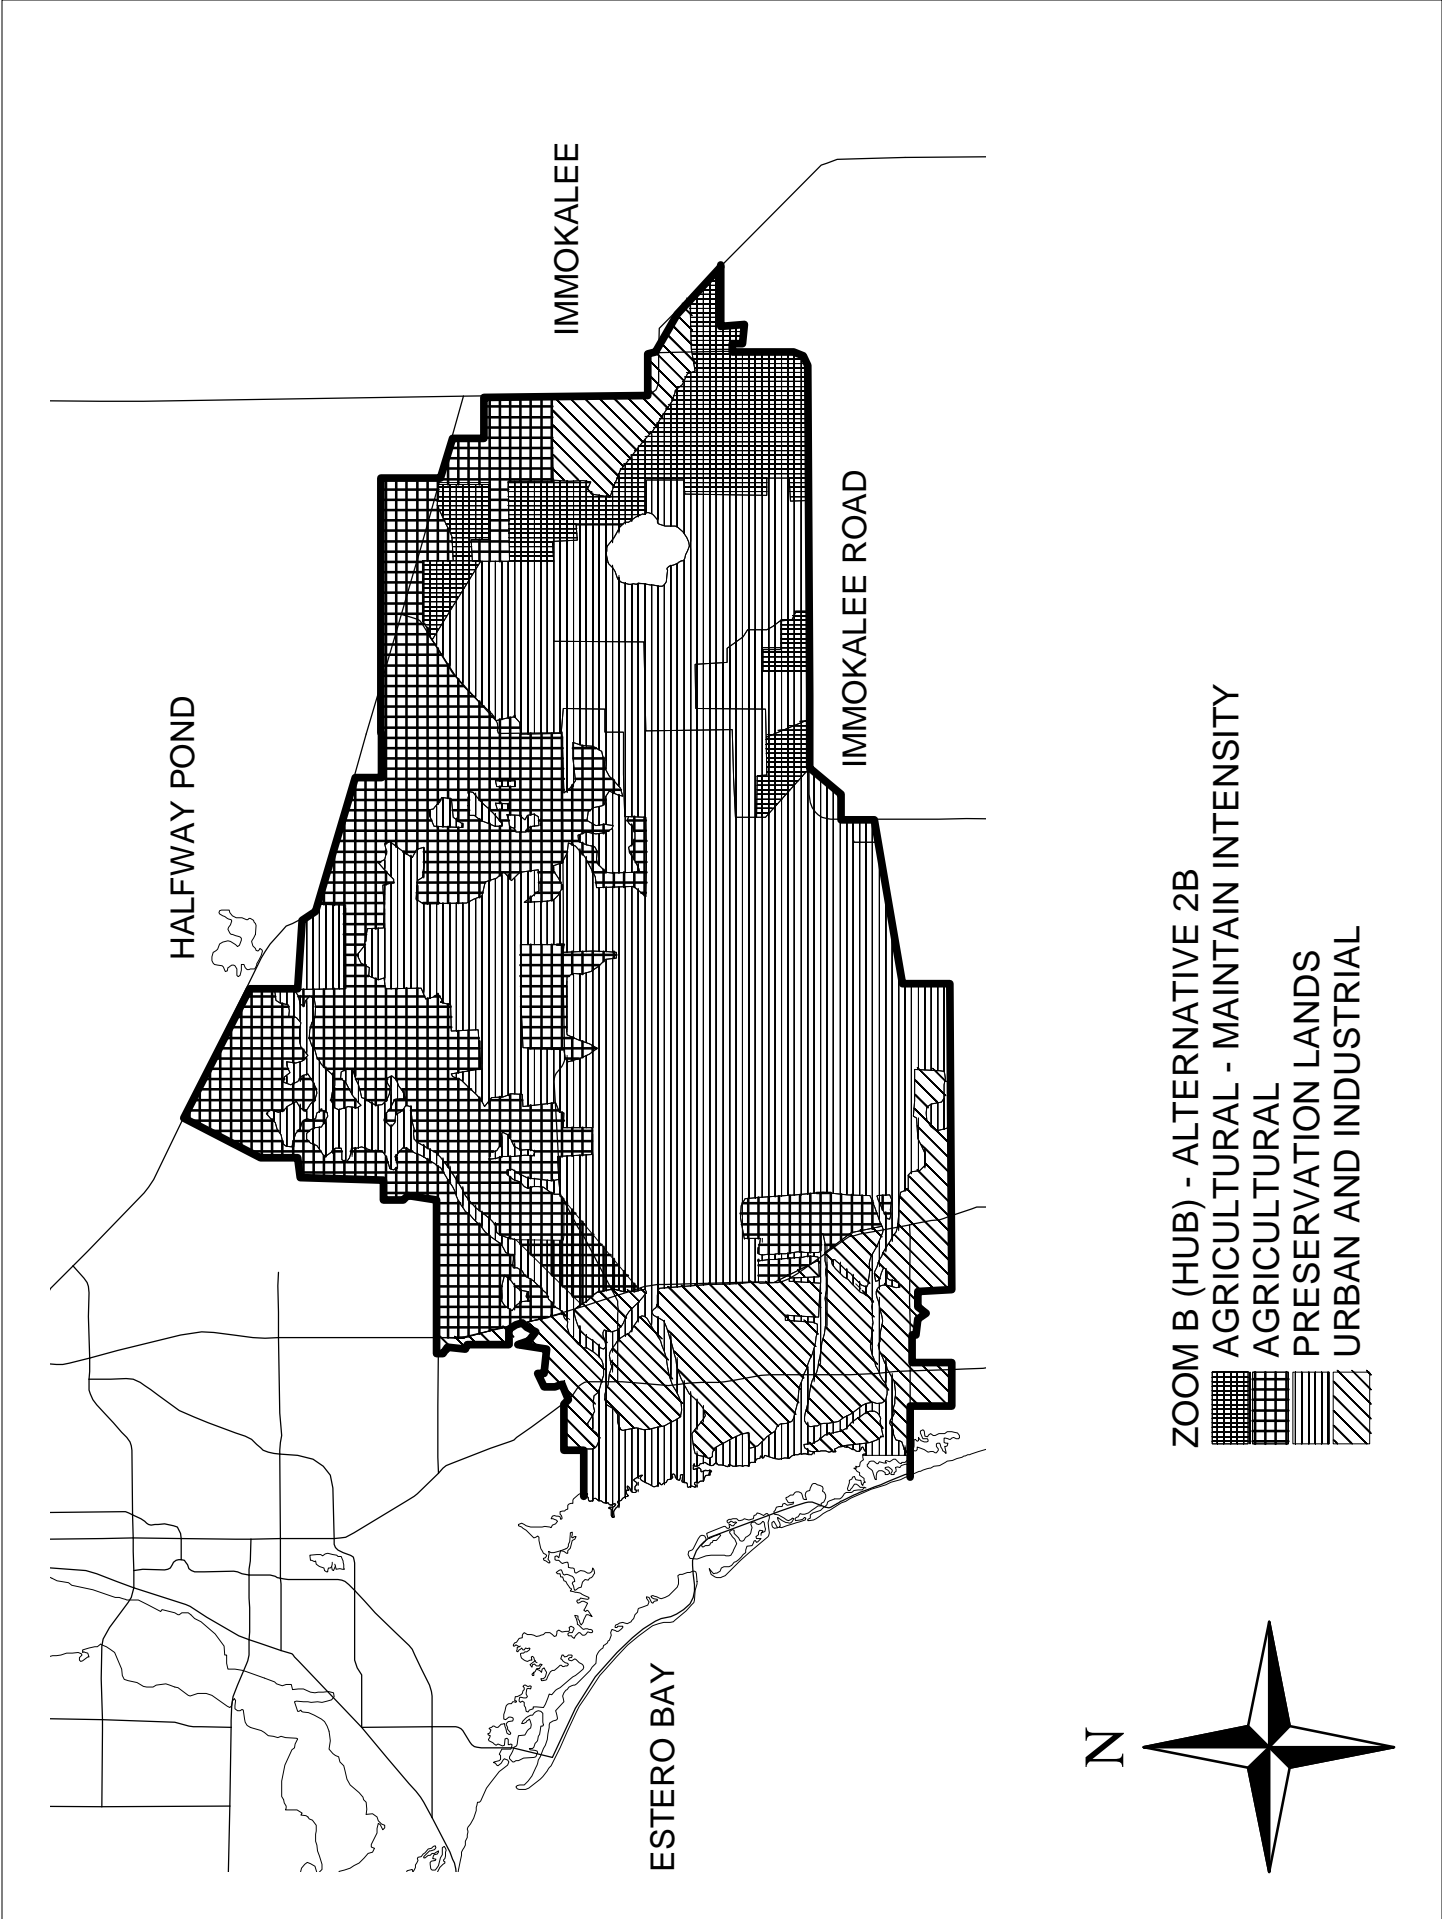 HALFWAY POND
IMMOKALEE
ESTERO BAY
IMMOKALEE ROAD
N
ZOOM B (HUB) - ALTERNATIVE 2B
AGRICULTURAL - MAINTAIN INTENSITY
AGRICULTURAL
PRESERVATION LANDS
URBAN AND INDUSTRIAL